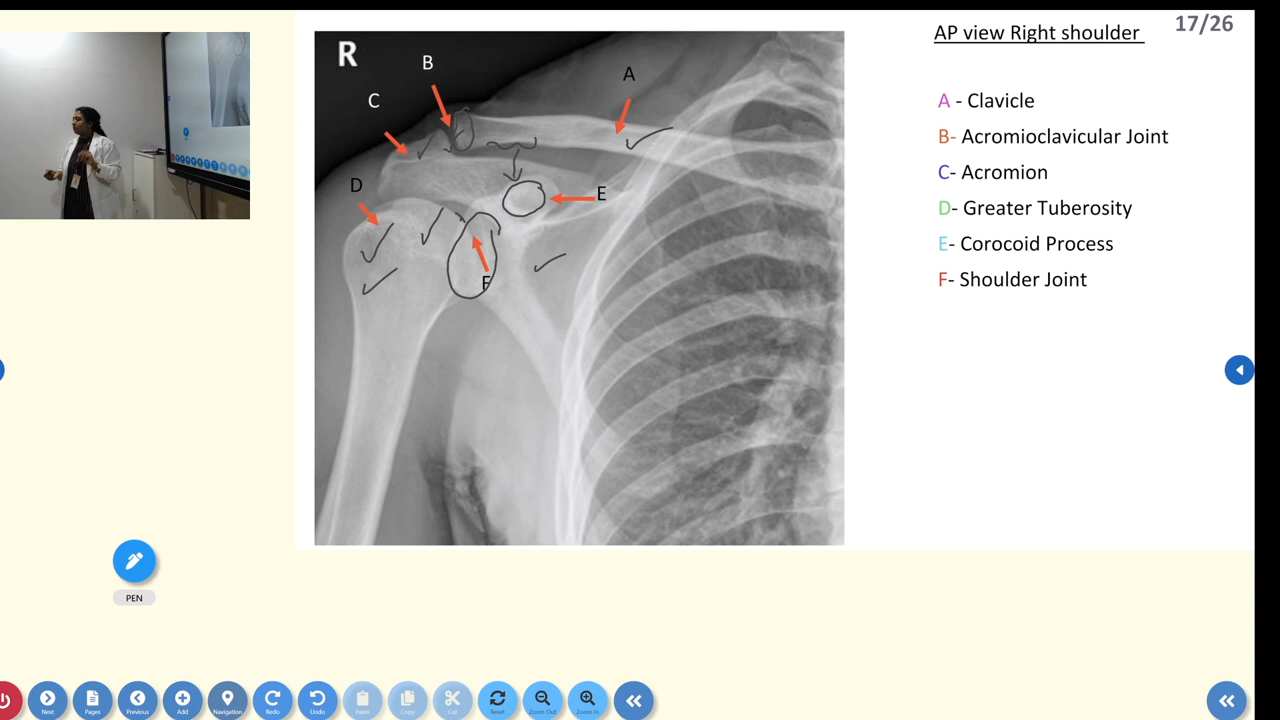 AP view Right shoulder
17/26
R
B
A
C
D
E
F
A - Clavicle
B- Acromioclavicular Joint
C- Acromion
D- Greater Tuberosity
E- Corocoid Process
F- Shoulder Joint
PEN
Next
Pages
Previous
Add
Navigation
Redo
Undo
Paste
Copy
Cut
Reset
Zoom Out
Zoom In